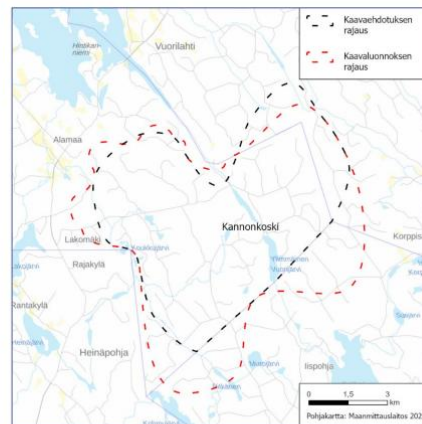 Kaavaehdotuksen
rajaus
Kaavaluonnoksen
rajaus
Vuorilahti
Alamaa
Kannonkoski
Korppis
Lakomäki
Rajakylä
Rantakylä
Heinäpohja
Iispohja
0 1,5 3
km
Pohjakartta: Maanmittauslaitos 202